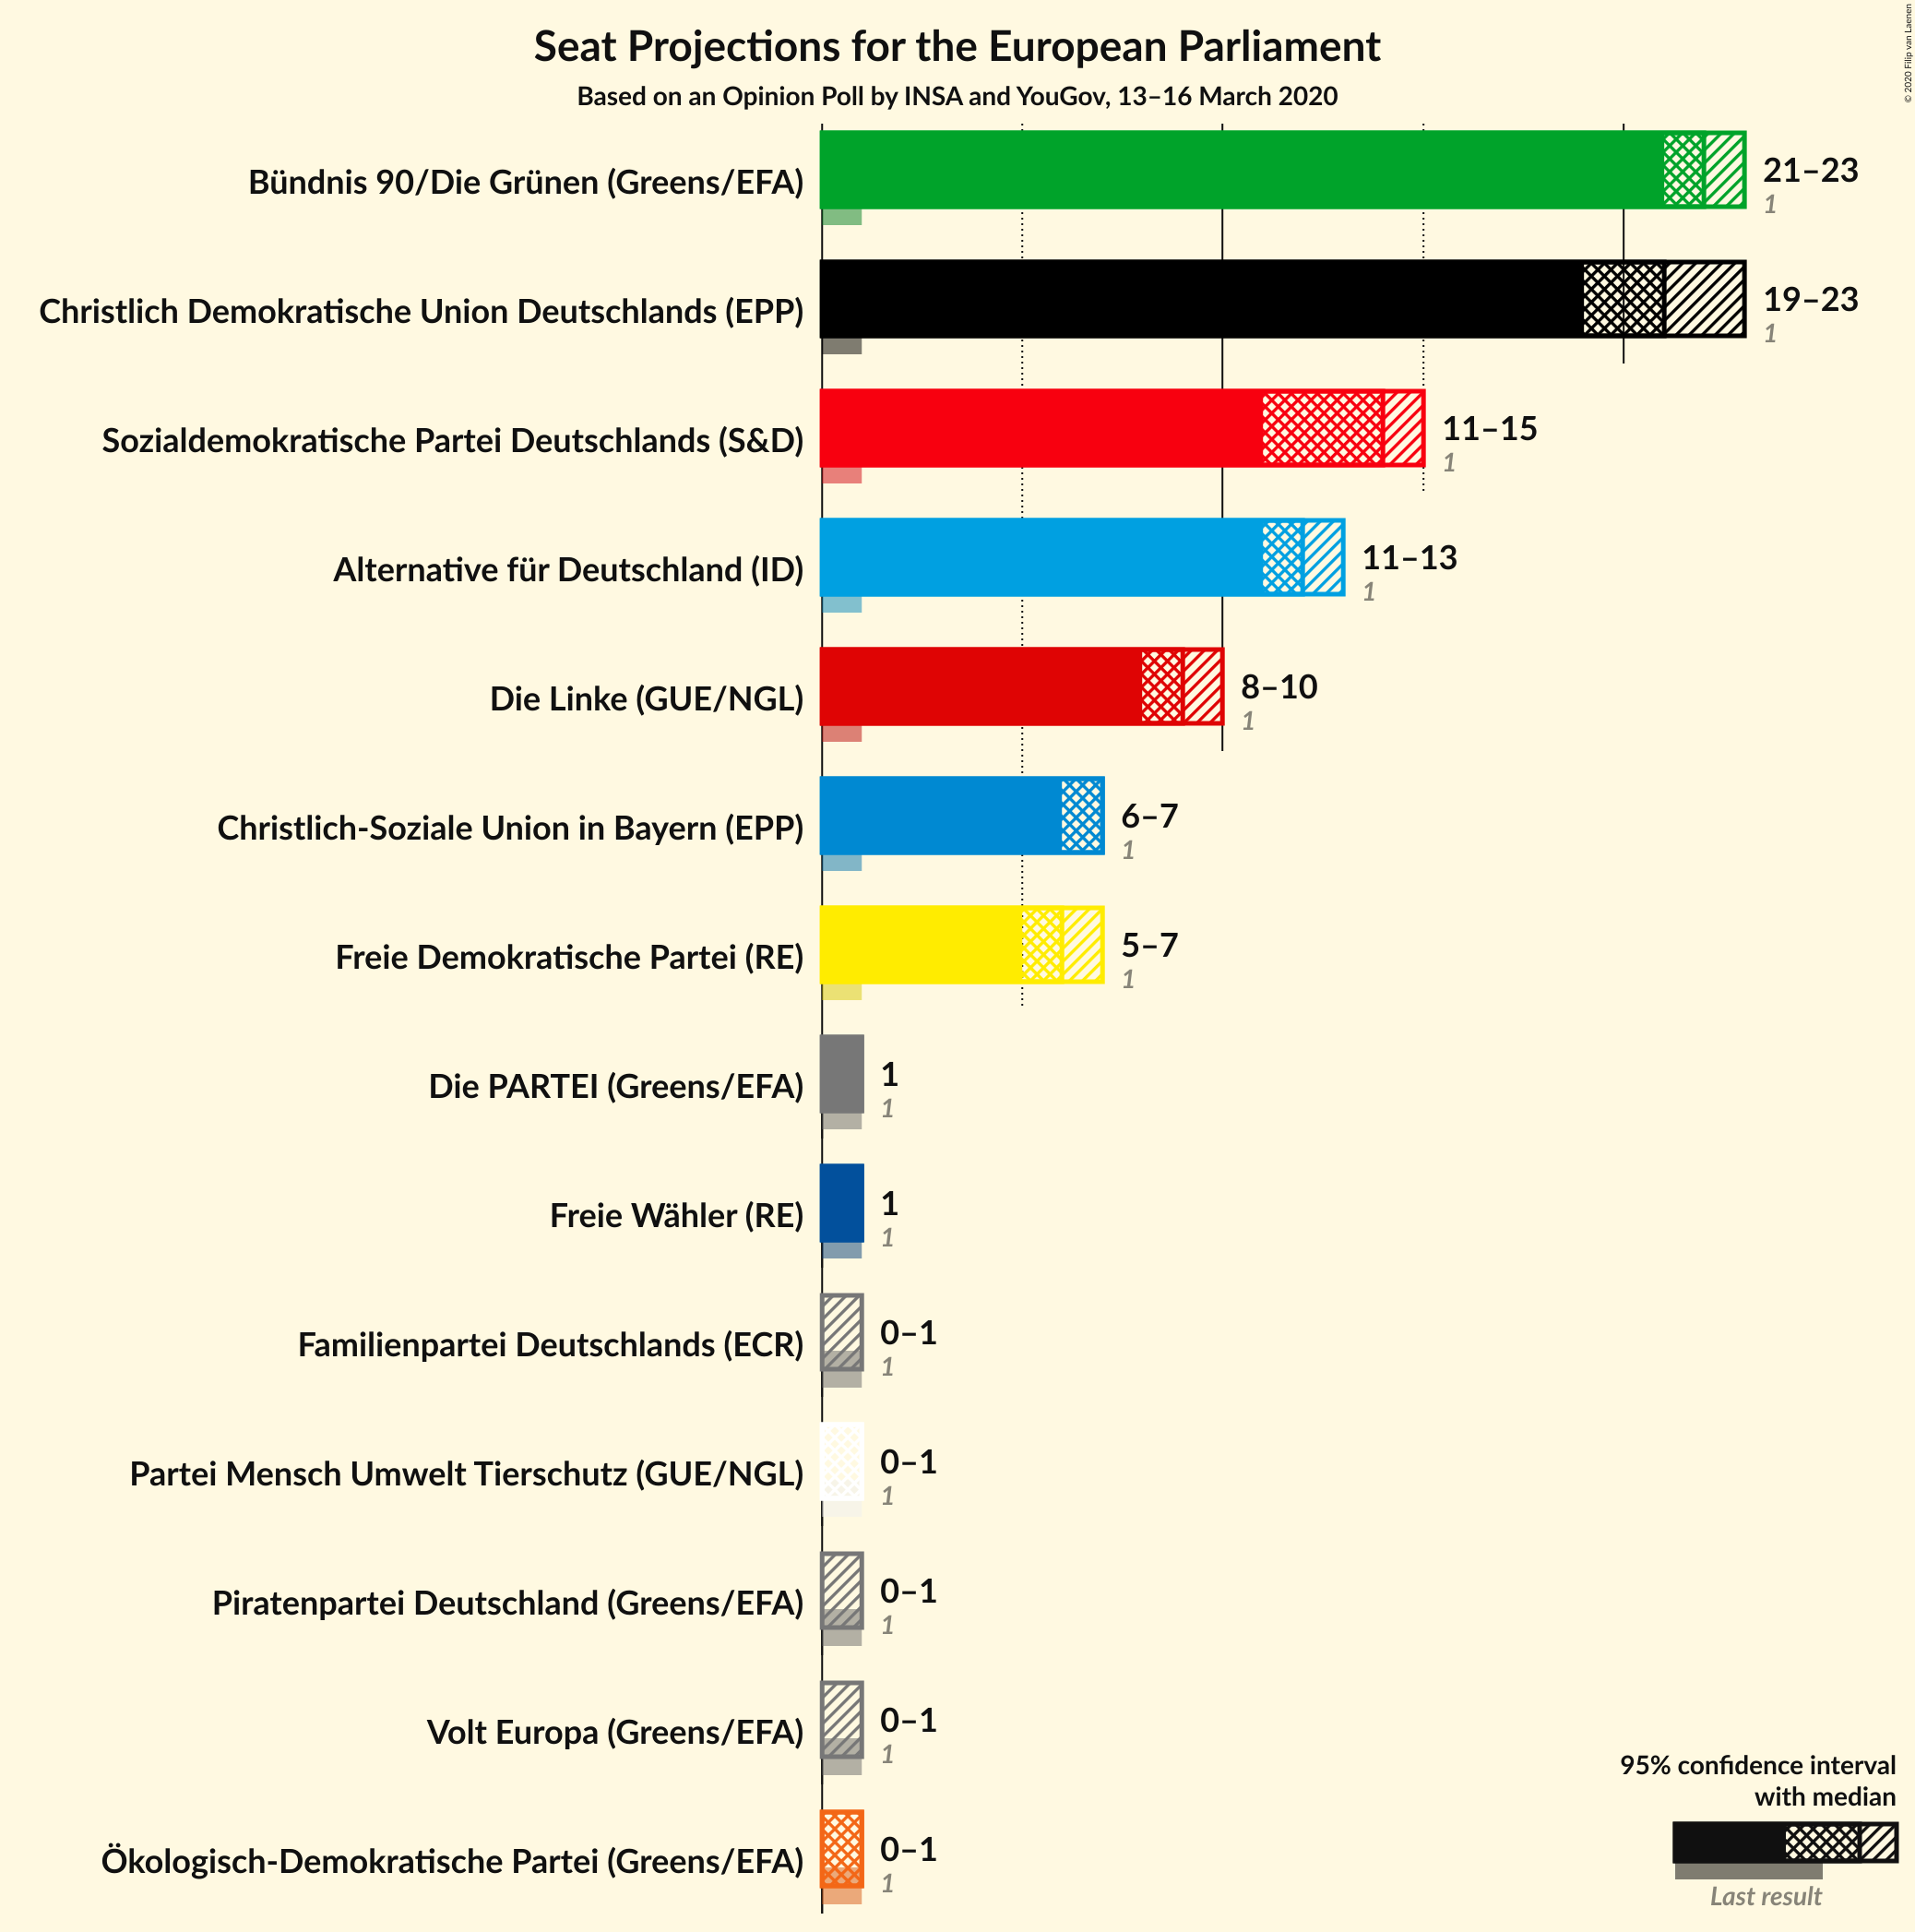 Seat Projections for the European Parliament
Based on an Opinion Poll by INSA and YouGov, 13–16 March 2020
© 2020 Filip van Laenen
Bündnis 90/Die Grünen (Greens/EFA)
21–23
1
Christlich Demokratische Union Deutschlands (EPP)
19–23
1
Sozialdemokratische Partei Deutschlands (S&D)
11–15
1
Alternative für Deutschland (ID)
11–13
1
Die Linke (GUE/NGL)
8–10
1
Christlich-Soziale Union in Bayern (EPP)
6–7
1
Freie Demokratische Partei (RE)
5–7
1
Die PARTEI (Greens/EFA)
1
1
Freie Wähler (RE)
1
1
Familienpartei Deutschlands (ECR)
0–1
1
Partei Mensch Umwelt Tierschutz (GUE/NGL)
0–1
1
Piratenpartei Deutschland (Greens/EFA)
0–1
1
Volt Europa (Greens/EFA)
0–1
1
Ökologisch-Demokratische Partei (Greens/EFA)
0–1
1
95% confidence interval
with median
Last result